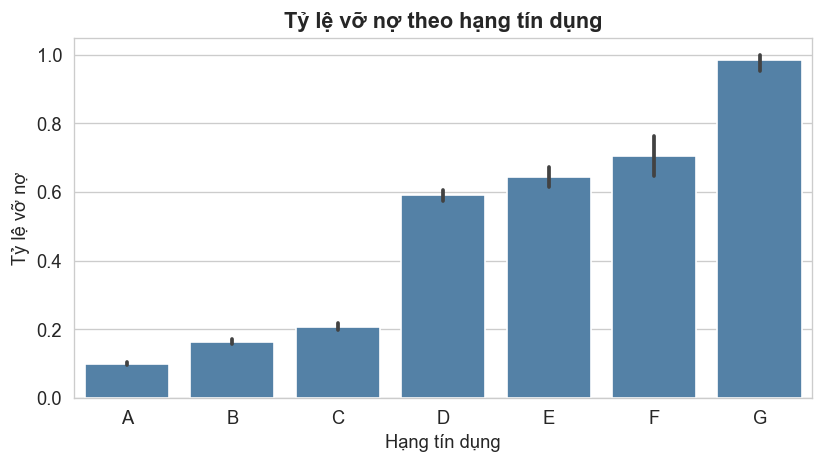 Tỷ lệ vỡ nợ theo hạng tín dụng
Tỷ lệ vỡ nợ
1.0
0.8
0.6
0.4
0.2
0.0
A B C D E F G
Hạng tín dụng